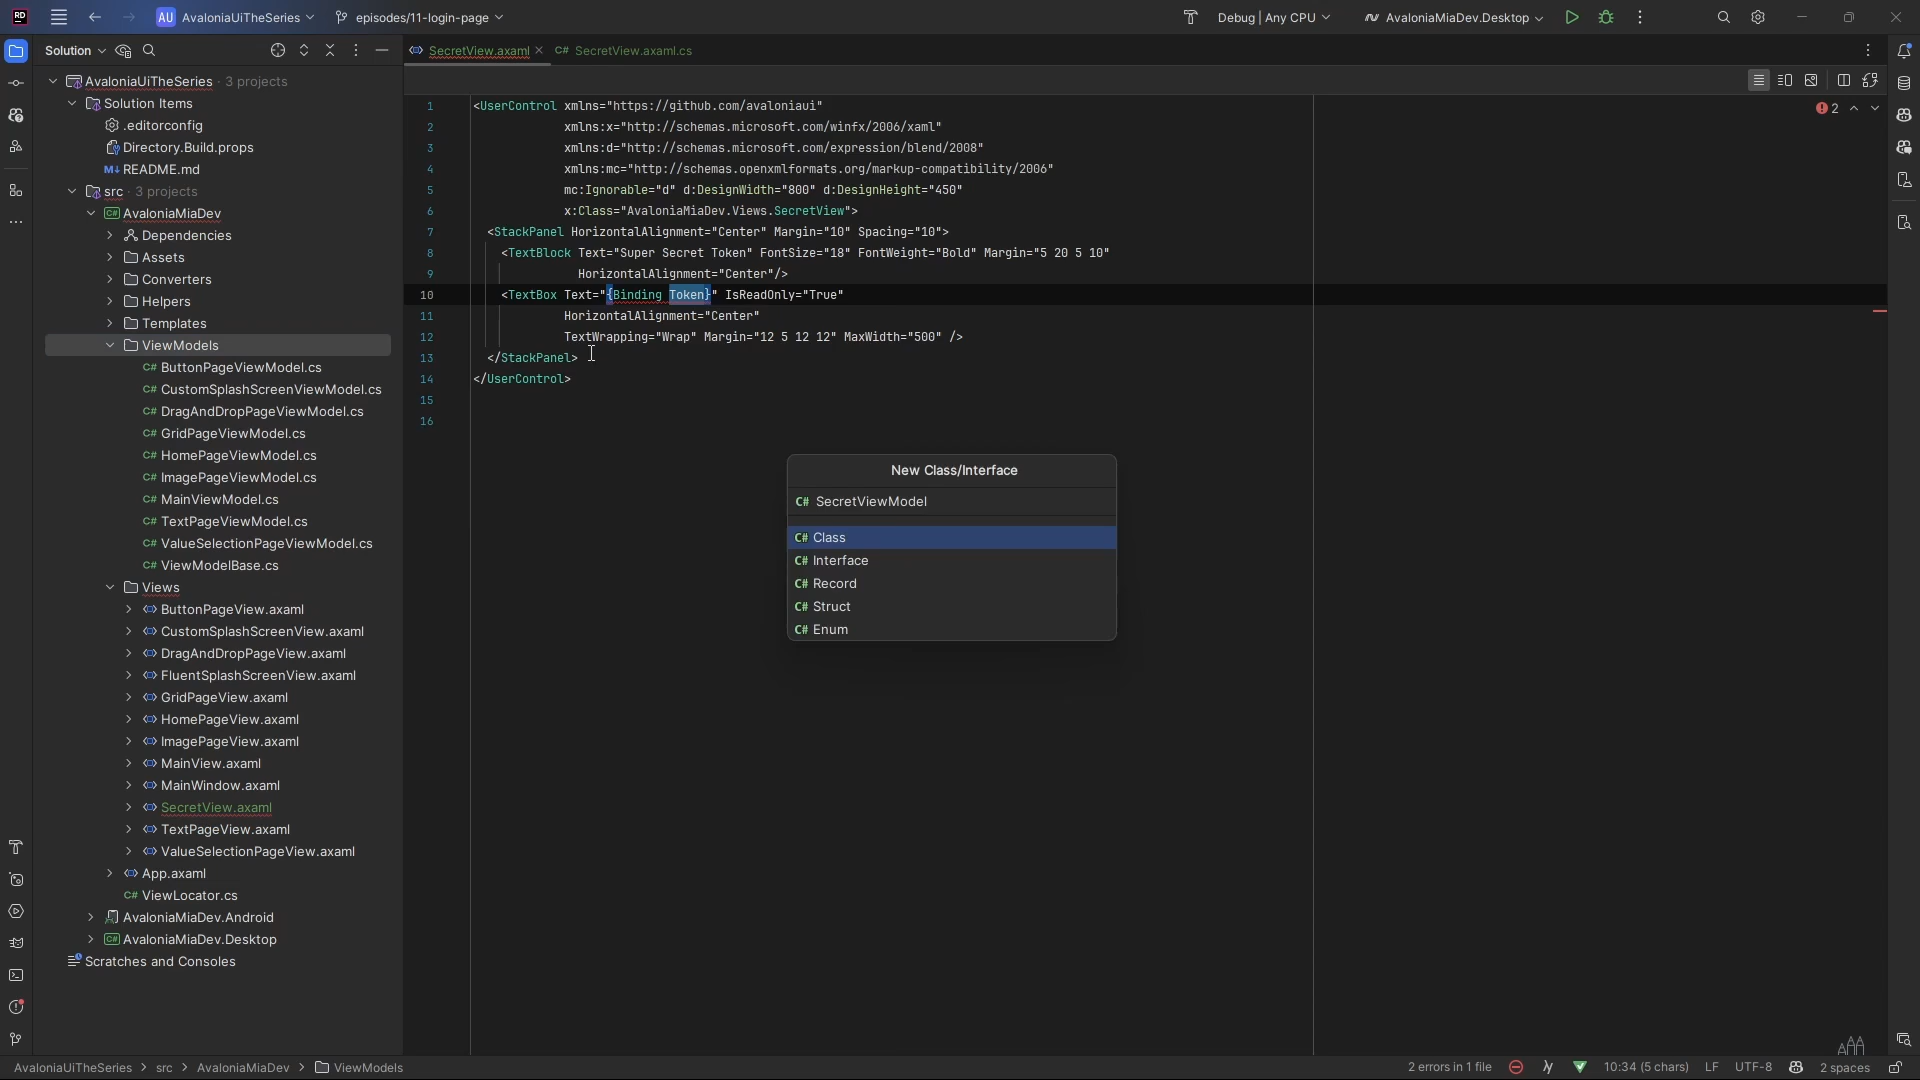 RD
AU AvaloniaUiTheSeries
episodes/11-login-page
Debug | Any CPU
AvaloniaMiaDev.Desktop
Solution
SecretView.axaml
C# SecretView.axaml.cs
AvaloniaUiTheSeries · 3 projects
Solution Items
.editorconfig
Directory.Build.props
M↓ README.md
src · 3 projects
C# AvaloniaMiaDev
Dependencies
Assets
Converters
Helpers
Templates
ViewModels
C# ButtonPageViewModel.cs
C# CustomSplashScreenViewModel.cs
C# DragAndDropPageViewModel.cs
C# GridPageViewModel.cs
C# HomePageViewModel.cs
C# ImagePageViewModel.cs
C# MainViewModel.cs
C# TextPageViewModel.cs
C# ValueSelectionPageViewModel.cs
C# ViewModelBase.cs
Views
ButtonPageView.axaml
CustomSplashScreenView.axaml
DragAndDropPageView.axaml
FluentSplashScreenView.axaml
GridPageView.axaml
HomePageView.axaml
ImagePageView.axaml
MainView.axaml
MainWindow.axaml
SecretView.axaml
TextPageView.axaml
ValueSelectionPageView.axaml
App.axaml
C# ViewLocator.cs
AvaloniaMiaDev.Android
C# AvaloniaMiaDev.Desktop
Scratches and Consoles
2
1 <UserControl xmlns="https://github.com/avaloniaui"
2 xmlns:x="http://schemas.microsoft.com/winfx/2006/xaml"
3 xmlns:d="http://schemas.microsoft.com/expression/blend/2008"
4 xmlns:mc="http://schemas.openxmlformats.org/markup-compatibility/2006"
5 mc:Ignorable="d" d:DesignWidth="800" d:DesignHeight="450"
6 x:Class="AvaloniaMiaDev.Views.SecretView">
7 <StackPanel HorizontalAlignment="Center" Margin="10" Spacing="10">
8 <TextBlock Text="Super Secret Token" FontSize="18" FontWeight="Bold" Margin="5 20 5 10"
9 HorizontalAlignment="Center"/>
10 <TextBox Text="{Binding Token}" IsReadOnly="True"
11 HorizontalAlignment="Center"
12 TextWrapping="Wrap" Margin="12 5 12 12" MaxWidth="500" />
13 </StackPanel>
14 </UserControl>
15
16
New Class/Interface
C# SecretViewModel
C# Class
C# Interface
C# Record
C# Struct
C# Enum
AvaloniaUiTheSeries > src > AvaloniaMiaDev > ViewModels
2 errors in 1 file
10:34 (5 chars)
LF
UTF-8
2 spaces